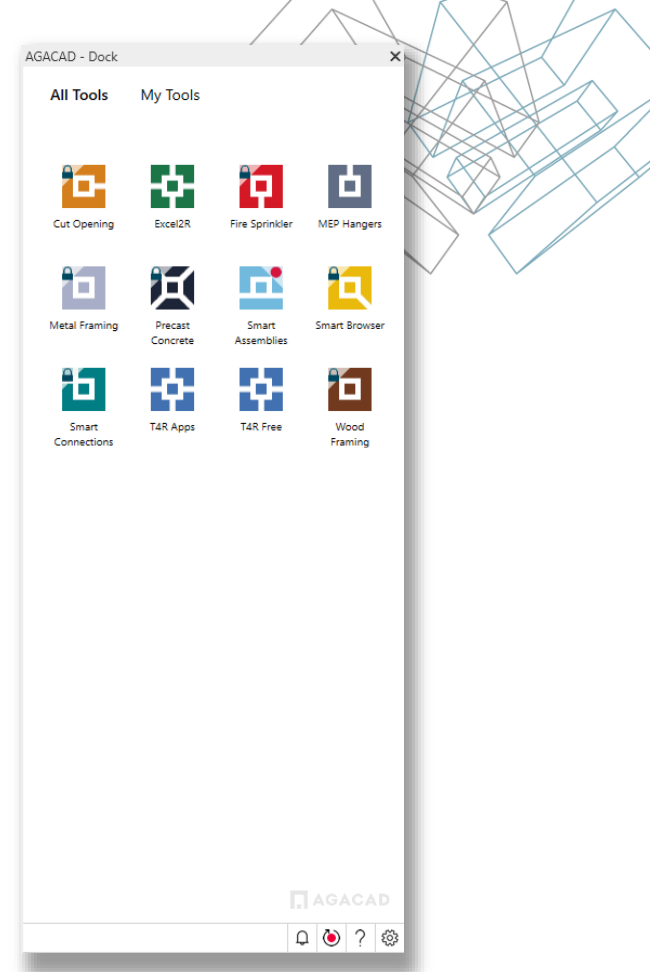 AGACAD - Dock
All Tools My Tools
Cut Opening Excel2R Fire Sprinkler MEP Hangers
Metal Framing Precast Smart Smart Browser
Concrete Assemblies
Smart T4R Apps T4R Free Wood
Connections Framing
AGACAD
?